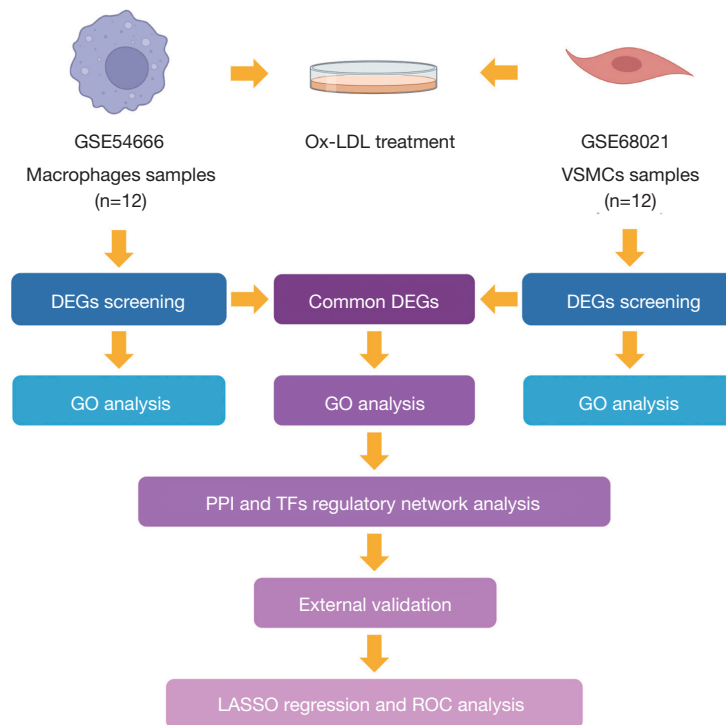 GSE54666
Ox-LDL treatment
GSE68021
Macrophages samples
(n=12)
VSMCs samples
(n=12)
DEGs screening
Common DEGs
DEGs screening
GO analysis
GO analysis
GO analysis
PPI and TFs regulatory network analysis
External validation
LASSO regression and ROC analysis